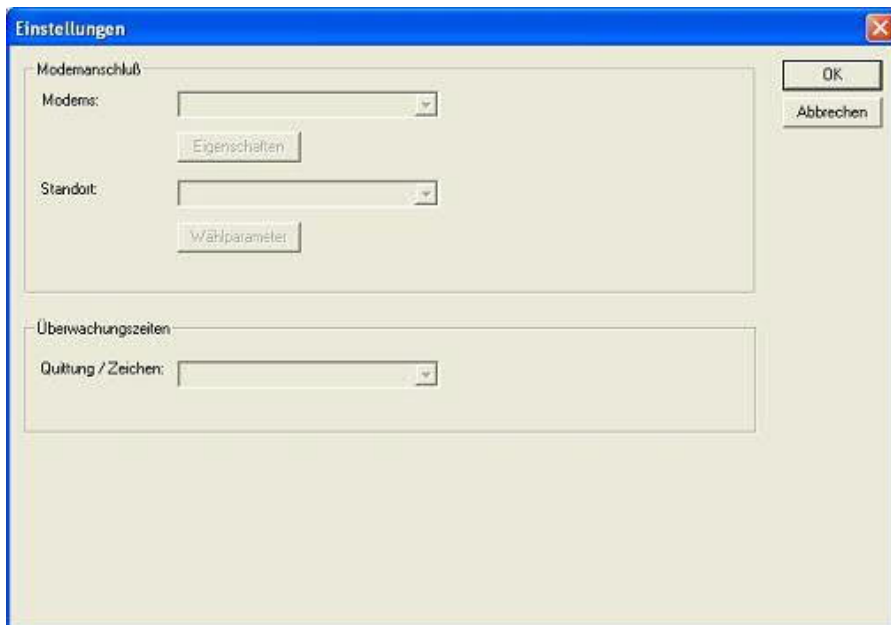 Einstellungen
Modemanschluß
OK
Modems:
Abbrechen
Eigenschaften
Standort:
Wählparameter
Überwachungszeiten
Quittung / Zeichen: